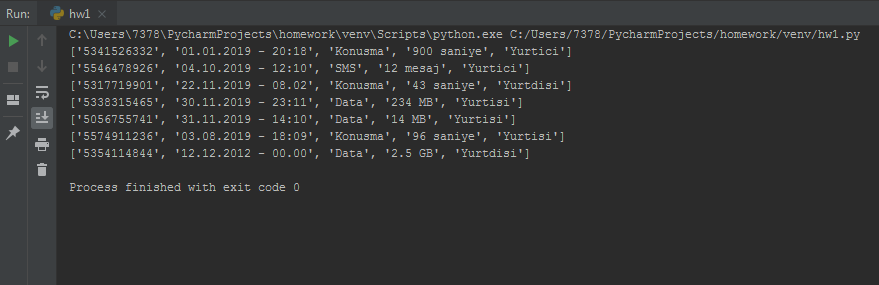 Run: hw1
C:\Users\7378\PycharmProjects\homework\venv\Scripts\python.exe C:/Users/7378/PycharmProjects/homework/venv/hw1.py
['5341526332', '01.01.2019 - 20:18', 'Konusma', '900 saniye', 'Yurtici']
['5546478926', '04.10.2019 - 12:10', 'SMS', '12 mesaj', 'Yurtici']
['5317719901', '22.11.2019 - 08.02', 'Konusma', '43 saniye', 'Yurtdisi']
['5338315465', '30.11.2019 - 23:11', 'Data', '234 MB', 'Yurtisi']
['5056755741', '31.11.2019 - 14:10', 'Data', '14 MB', 'Yurtisi']
['5574911236', '03.08.2019 - 18:09', 'Konusma', '96 saniye', 'Yurtisi']
['5354114844', '12.12.2012 - 00.00', 'Data', '2.5 GB', 'Yurtdisi']
Process finished with exit code 0